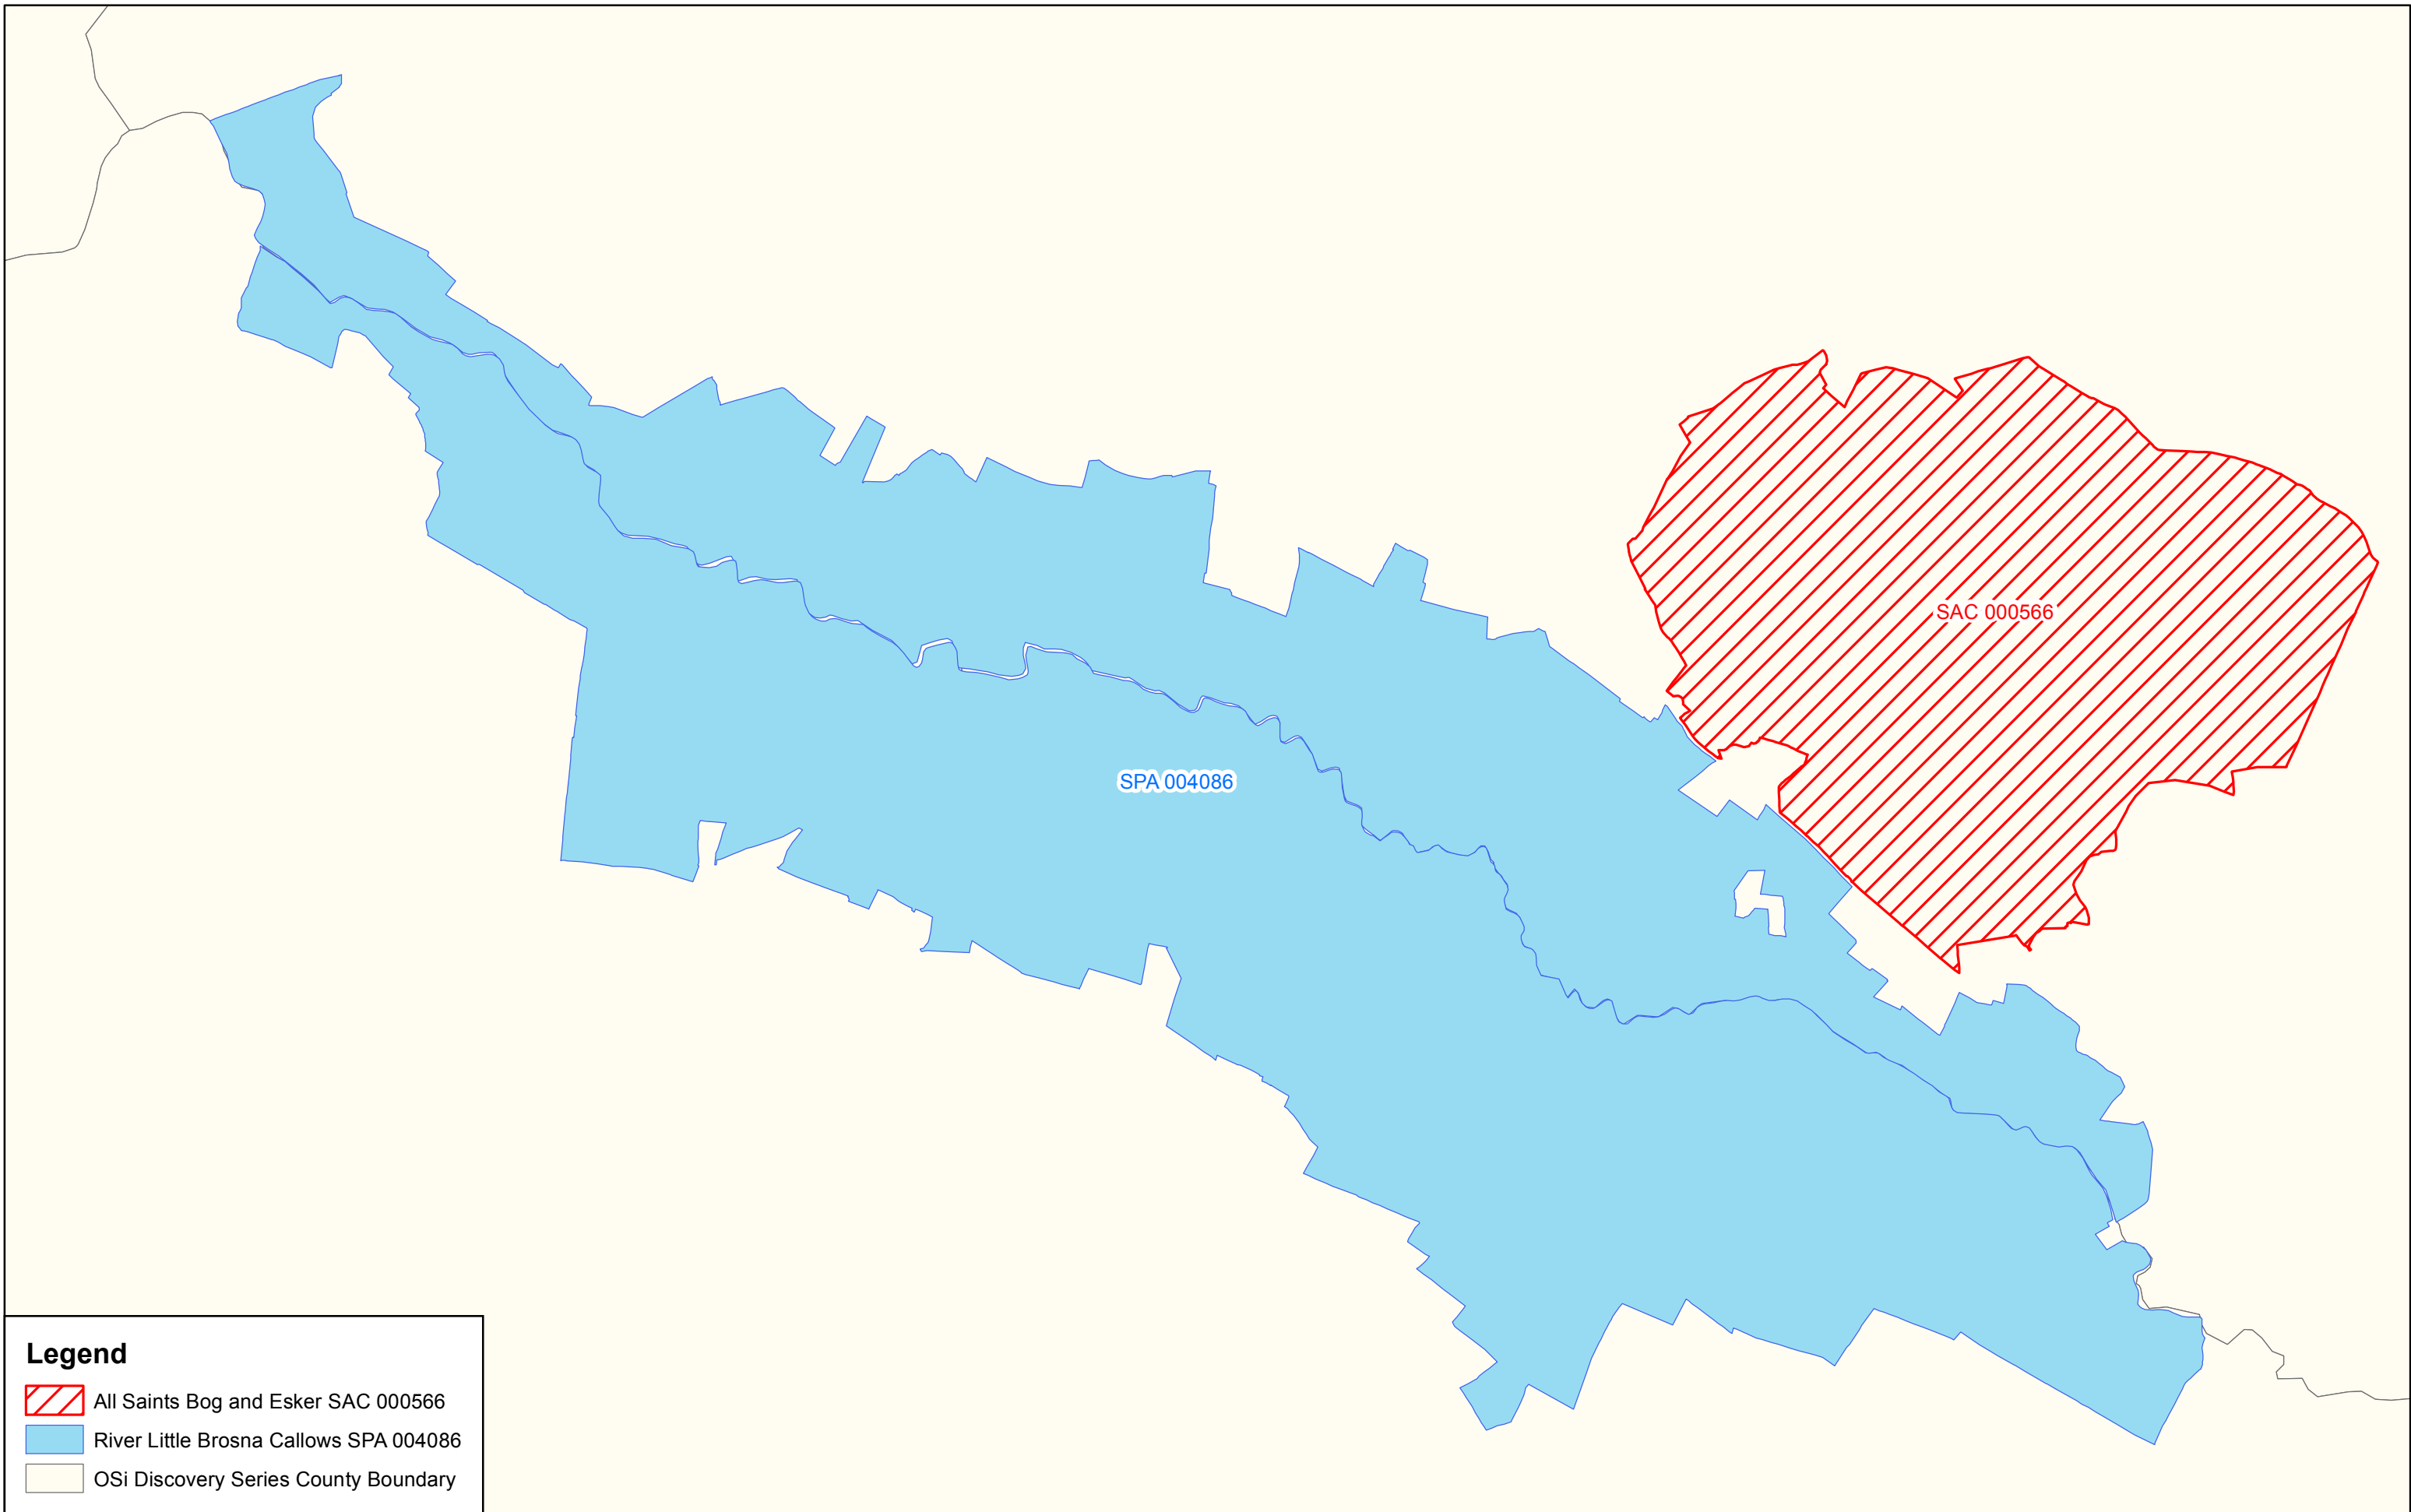 SAC 000566
SPA 004086
Legend
All Saints Bog and Esker SAC 000566
River Little Brosna Callows SPA 004086
OSi Discovery Series County Boundary